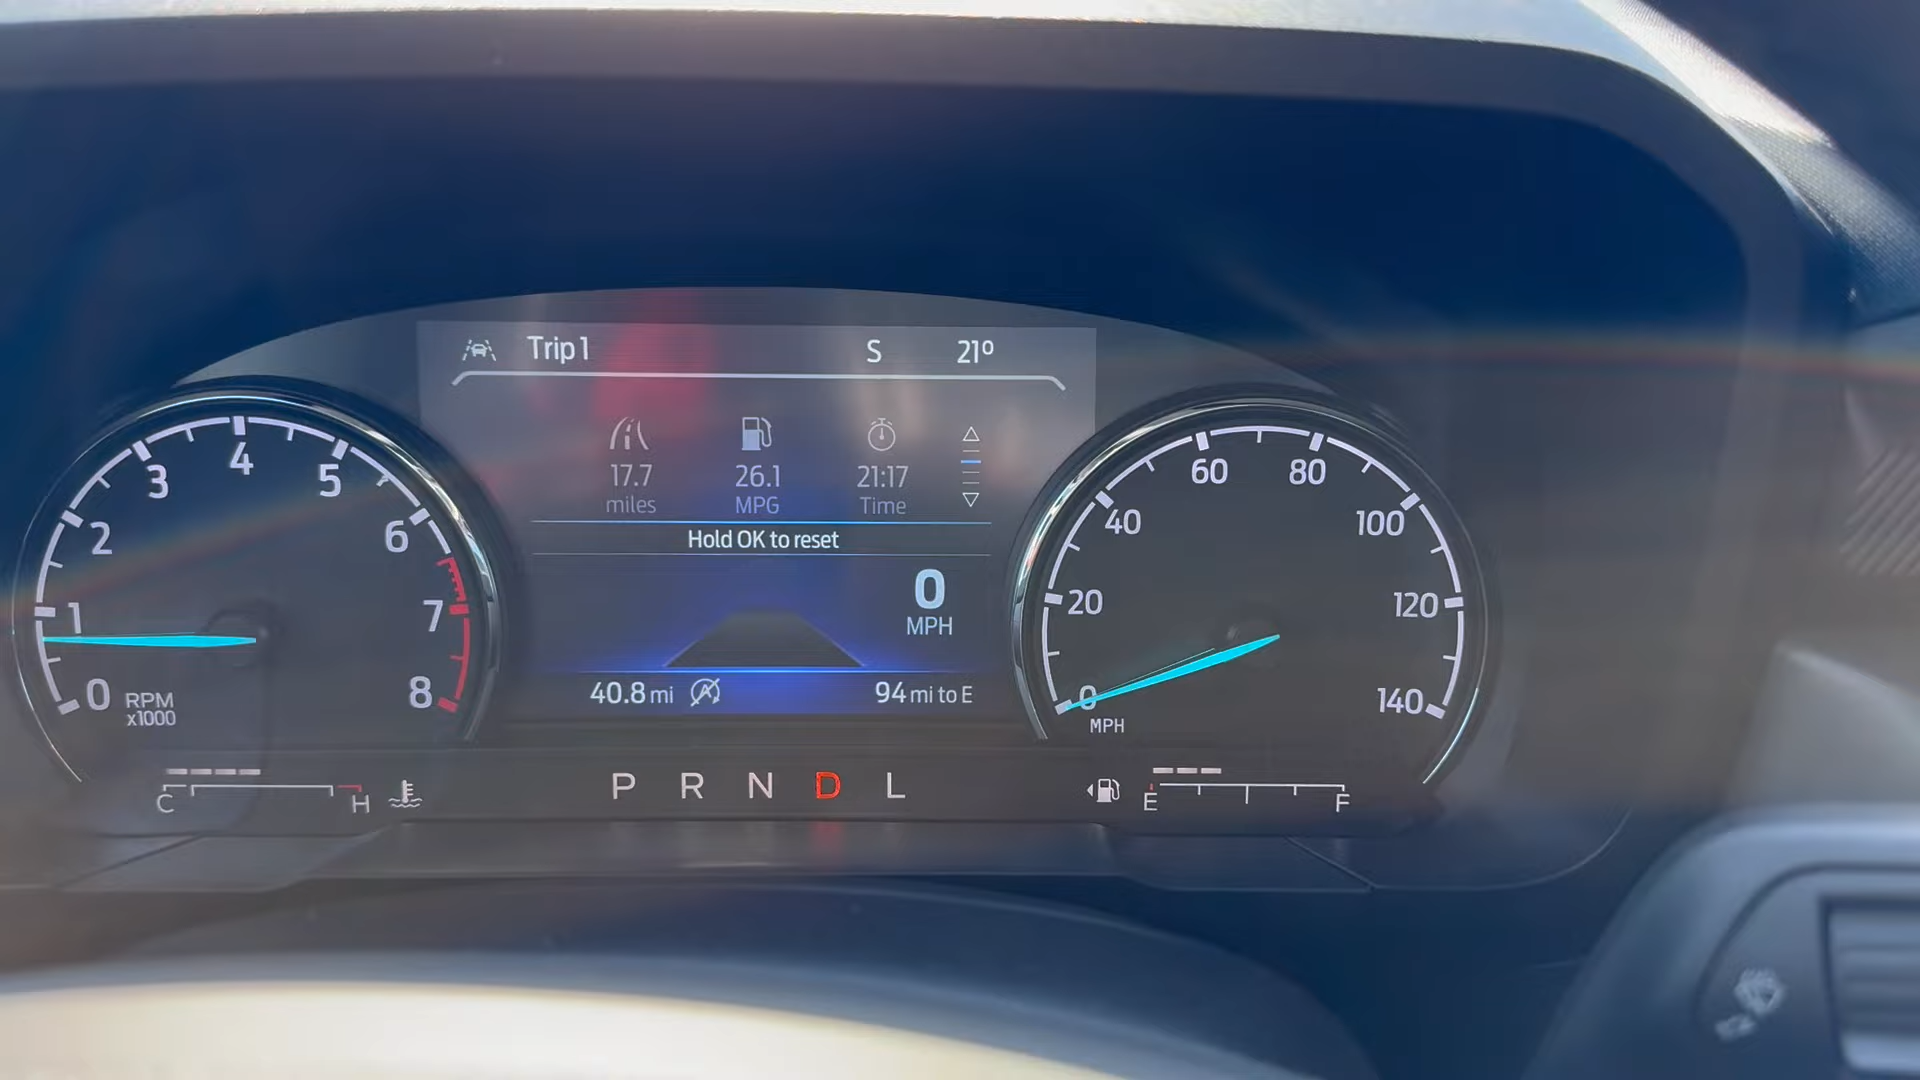 Trip 1 S 21º
17.7 26.1 21:17
miles MPG Time
Hold OK to reset
0
MPH
40.8 mi 94 mi to E
0 1 2 3 4 5 6 7 8
RPM
x1000
0 20 40 60 80 100 120 140
MPH
C H
P R N D L
E F